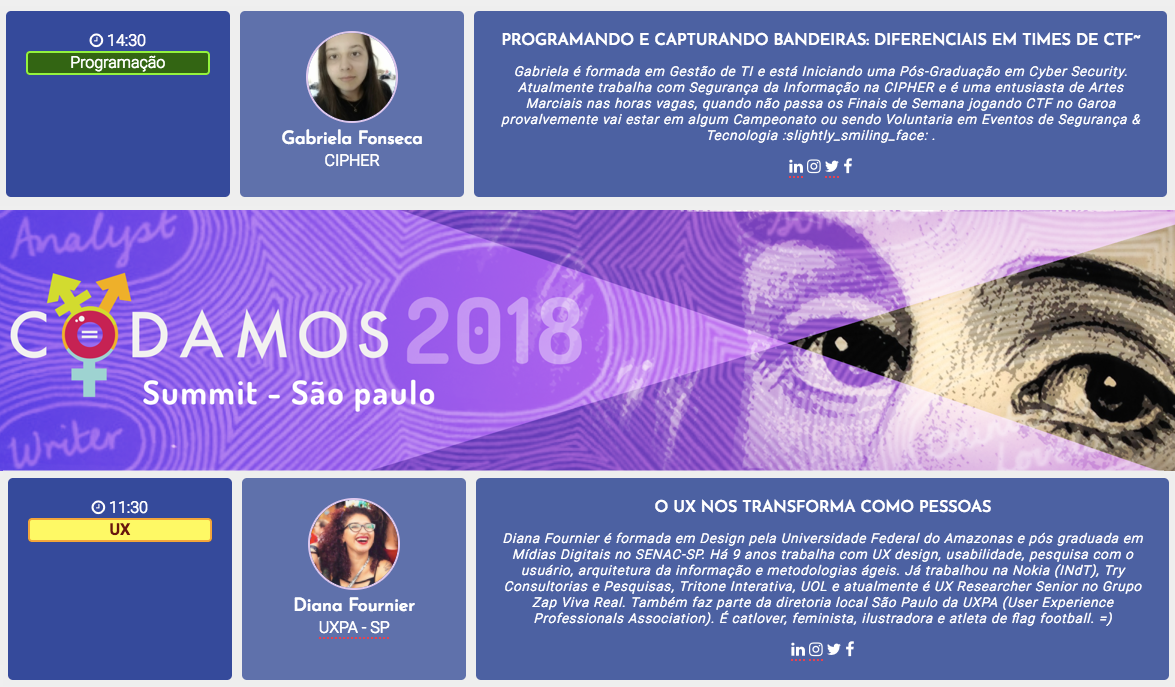 14:30
Programação
Gabriela Fonseca
CIPHER
PROGRAMANDO E CAPTURANDO BANDEIRAS: DIFERENCIAIS EM TIMES DE CTF~
Gabriela é formada em Gestão de TI e está Iniciando uma Pós-Graduação em Cyber Security.
Atualmente trabalha com Segurança da Informação na CIPHER e é uma entusiasta de Artes
Marciais nas horas vagas, quando não passa os Finais de Semana jogando CTF no Garoa
provalvemente vai estar em algum Campeonato ou sendo Voluntaria em Eventos de Segurança &
Tecnologia :slightly_smiling_face: .
Analyst
CODAMOS 2018
Summit - São paulo
Writer
11:30
UX
Diana Fournier
UXPA - SP
O UX NOS TRANSFORMA COMO PESSOAS
Diana Fournier é formada em Design pela Universidade Federal do Amazonas e pós graduada em
Mídias Digitais no SENAC-SP. Há 9 anos trabalha com UX design, usabilidade, pesquisa com o
usuário, arquitetura da informação e metodologias ágeis. Já trabalhou na Nokia (INdT), Try
Consultorias e Pesquisas, Tritone Interativa, UOL e atualmente é UX Researcher Senior no Grupo
Zap Viva Real. Também faz parte da diretoria local São Paulo da UXPA (User Experience
Professionals Association). É catlover, feminista, ilustradora e atleta de flag football. =)